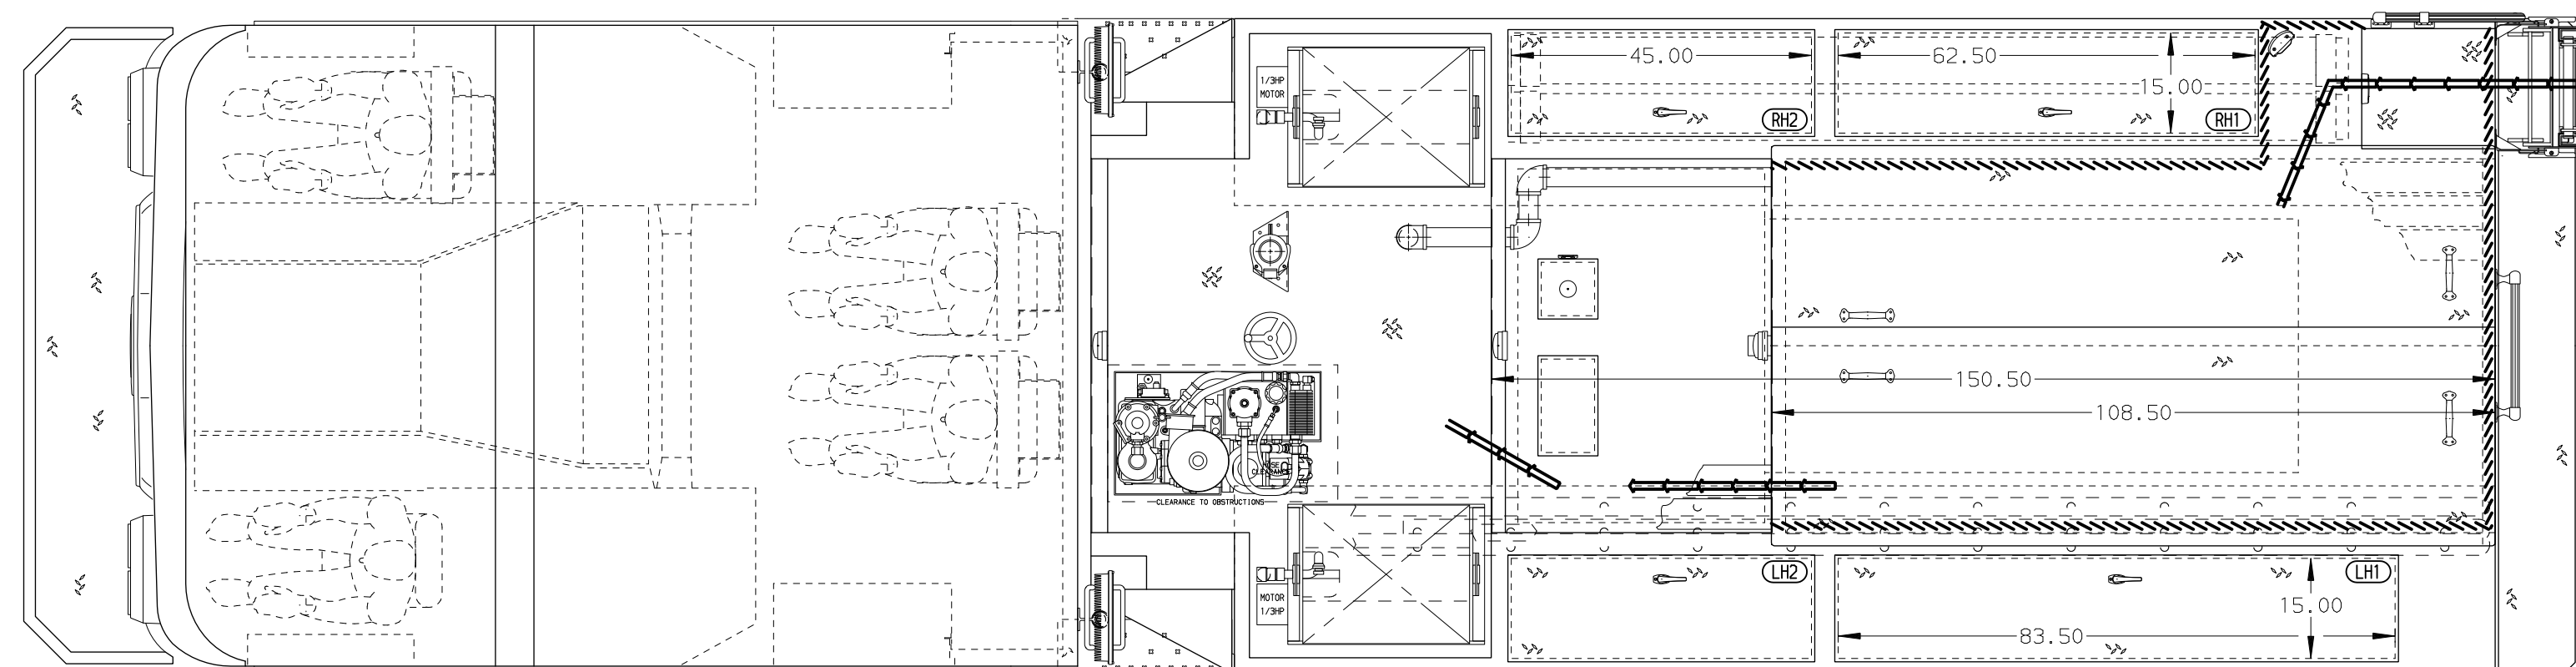 1/3HP
MOTOR
45.00
62.50
15.00
RH2
RH1
150.50
108.50
CLEARANCE
CLEARANCE TO OBSTRUCTIONS
MOTOR
1/3HP
LH2
LH1
15.00
83.50